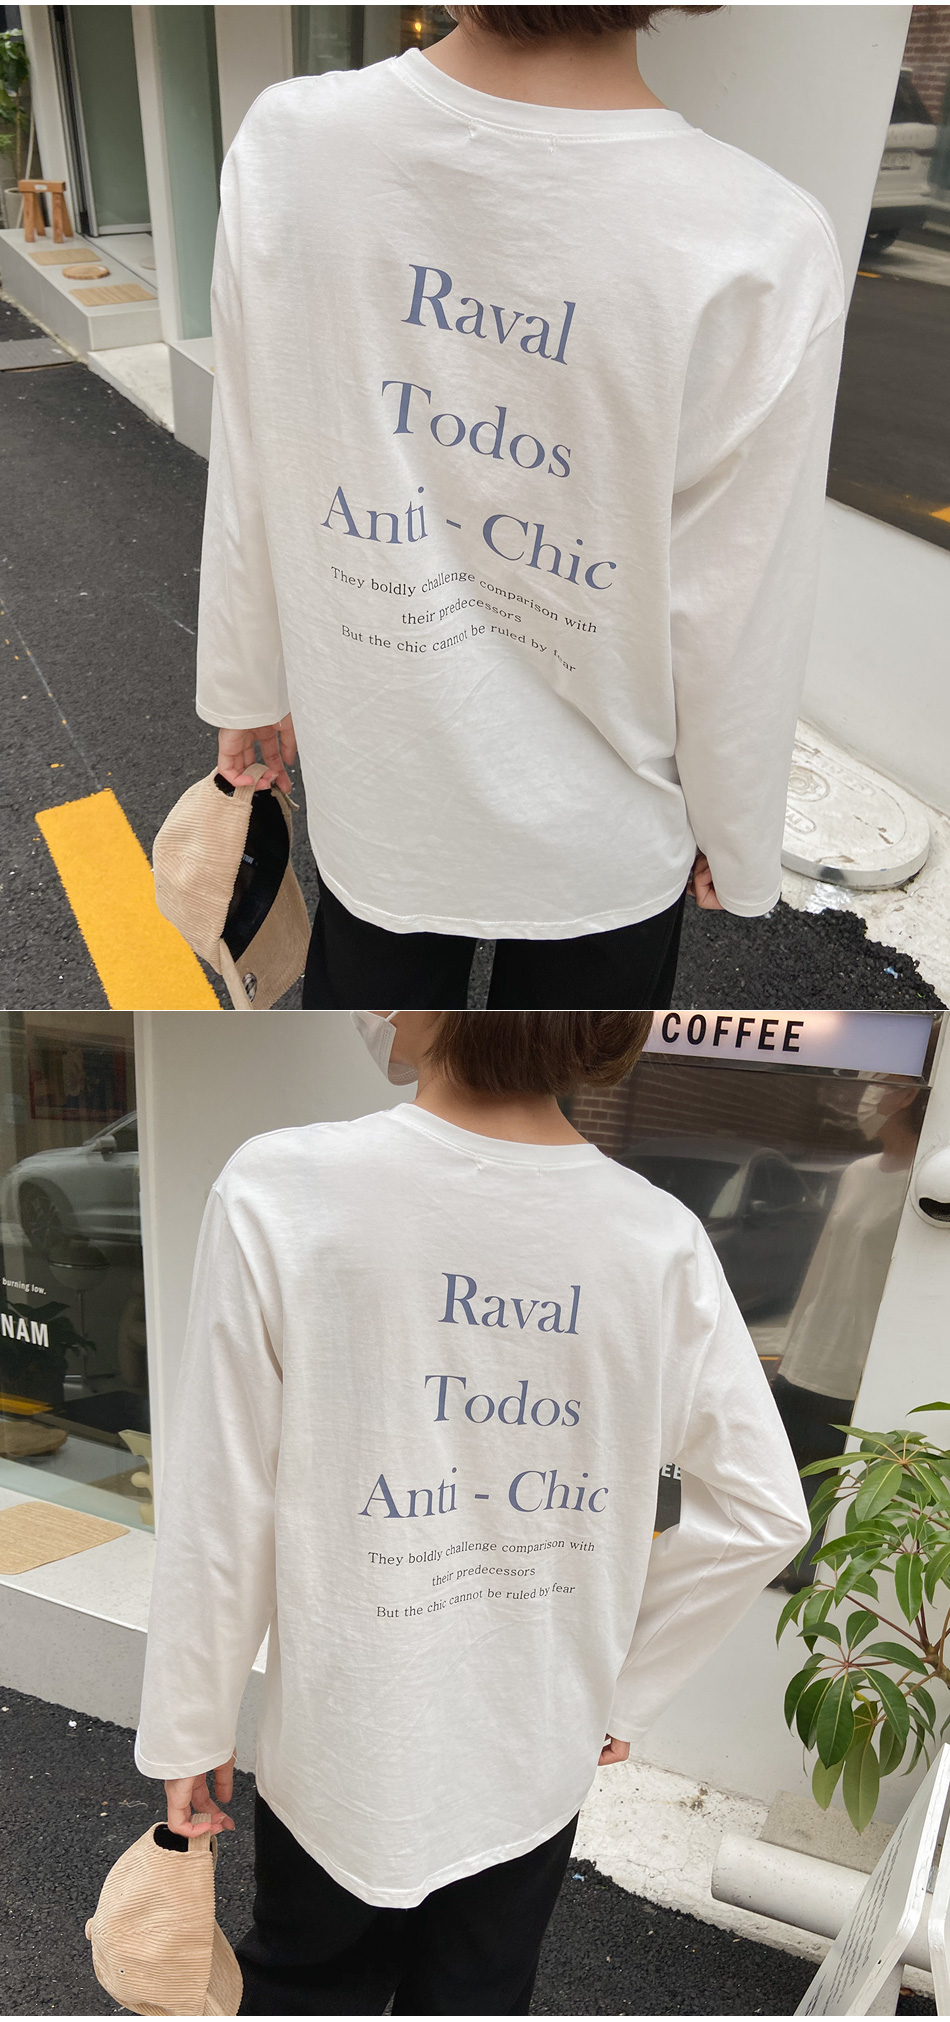 Raval
Todos
Anti - Chic
They boldly challenge comparison with
their predecessors
But the chic cannot be ruled by fear
COFFEE
burning low.
NAM
Raval
Todos
Anti - Chic
They boldly challenge comparison with
their predecessors
But the chic cannot be ruled by fear